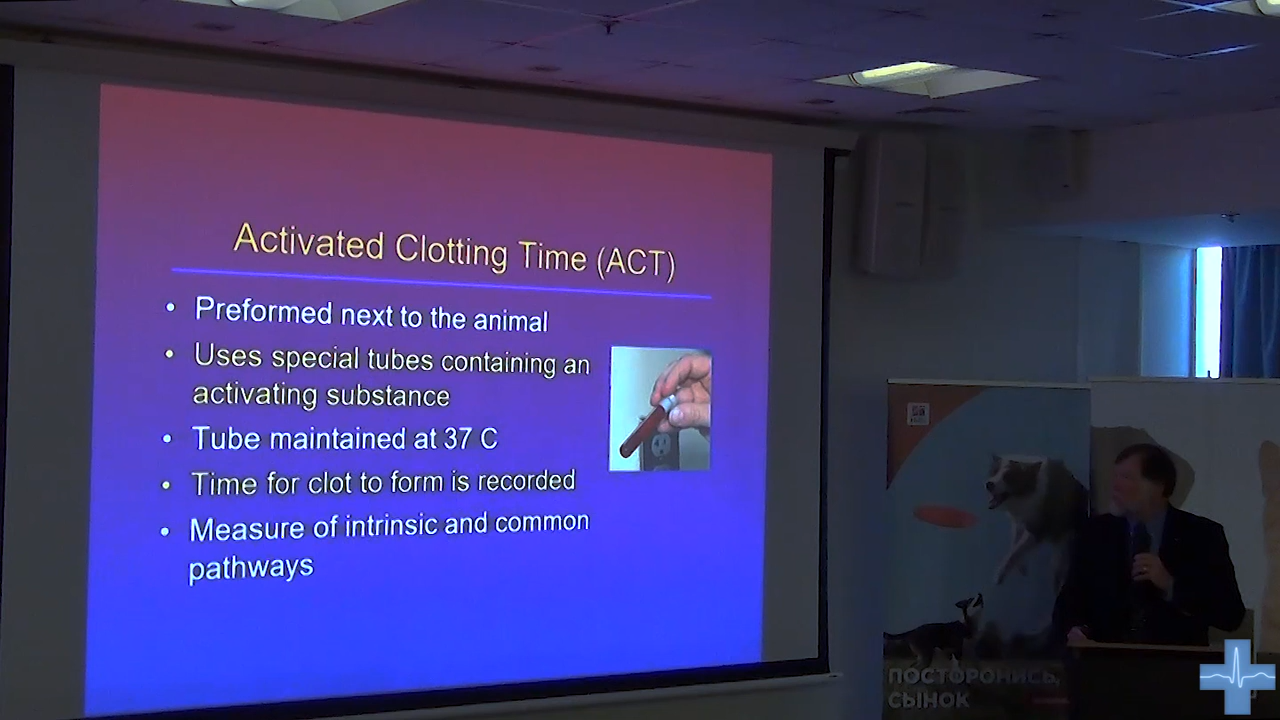 Activated Clotting Time (ACT)
• Preformed next to the animal
• Uses special tubes containing an
activating substance
• Tube maintained at 37 C
• Time for clot to form is recorded
• Measure of intrinsic and common
pathways
ПОСТОРОНИСЬ,
СЫНОК